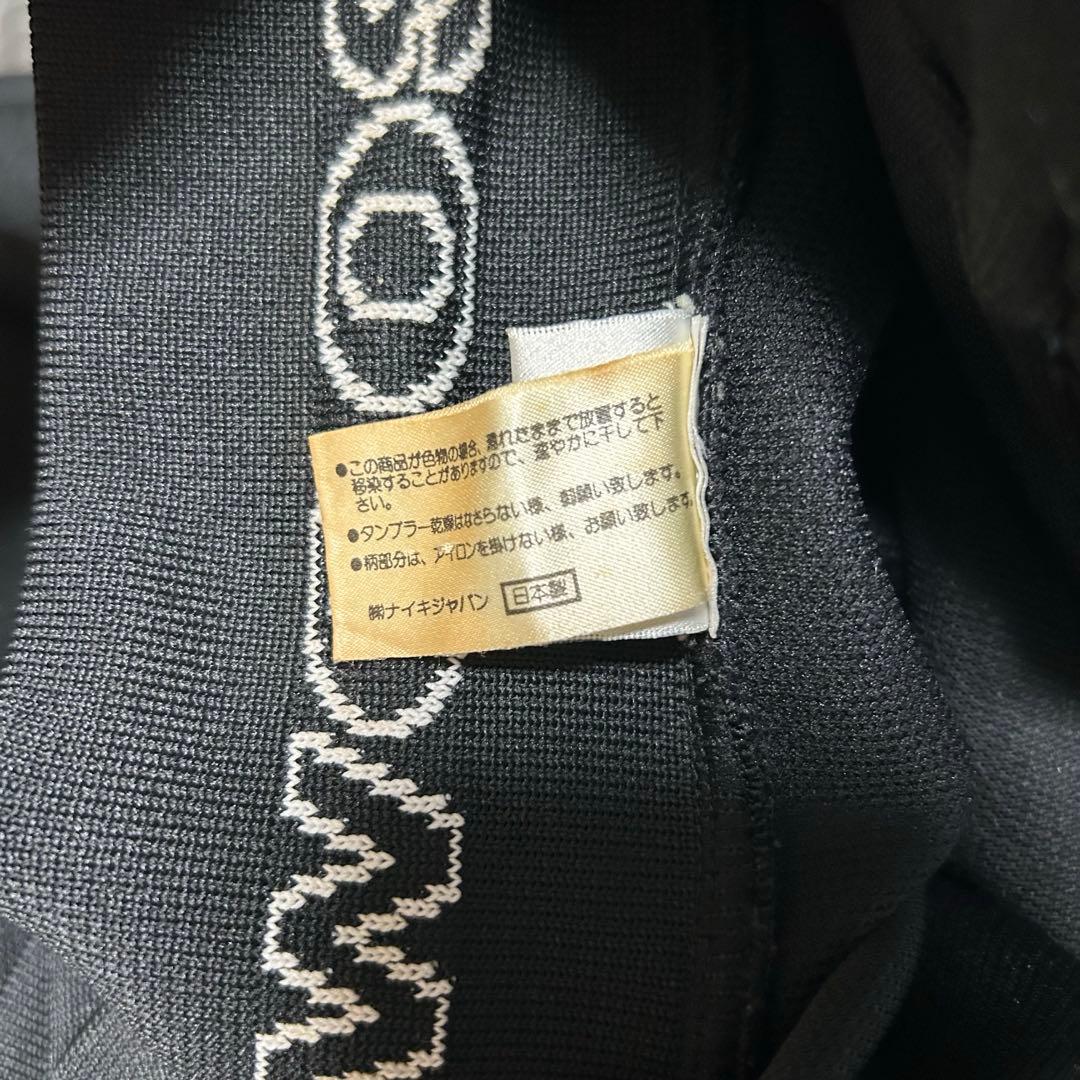 ●この商品が色物の場合、濡れたままで放置すると
移染することがありますので、速やかに干して下
さい。
●タンブラー乾燥はなさらない様、お願い致します。
●柄部分は、アイロンを掛けない様、お願い致します
㈱ナイキジャパン 日本製